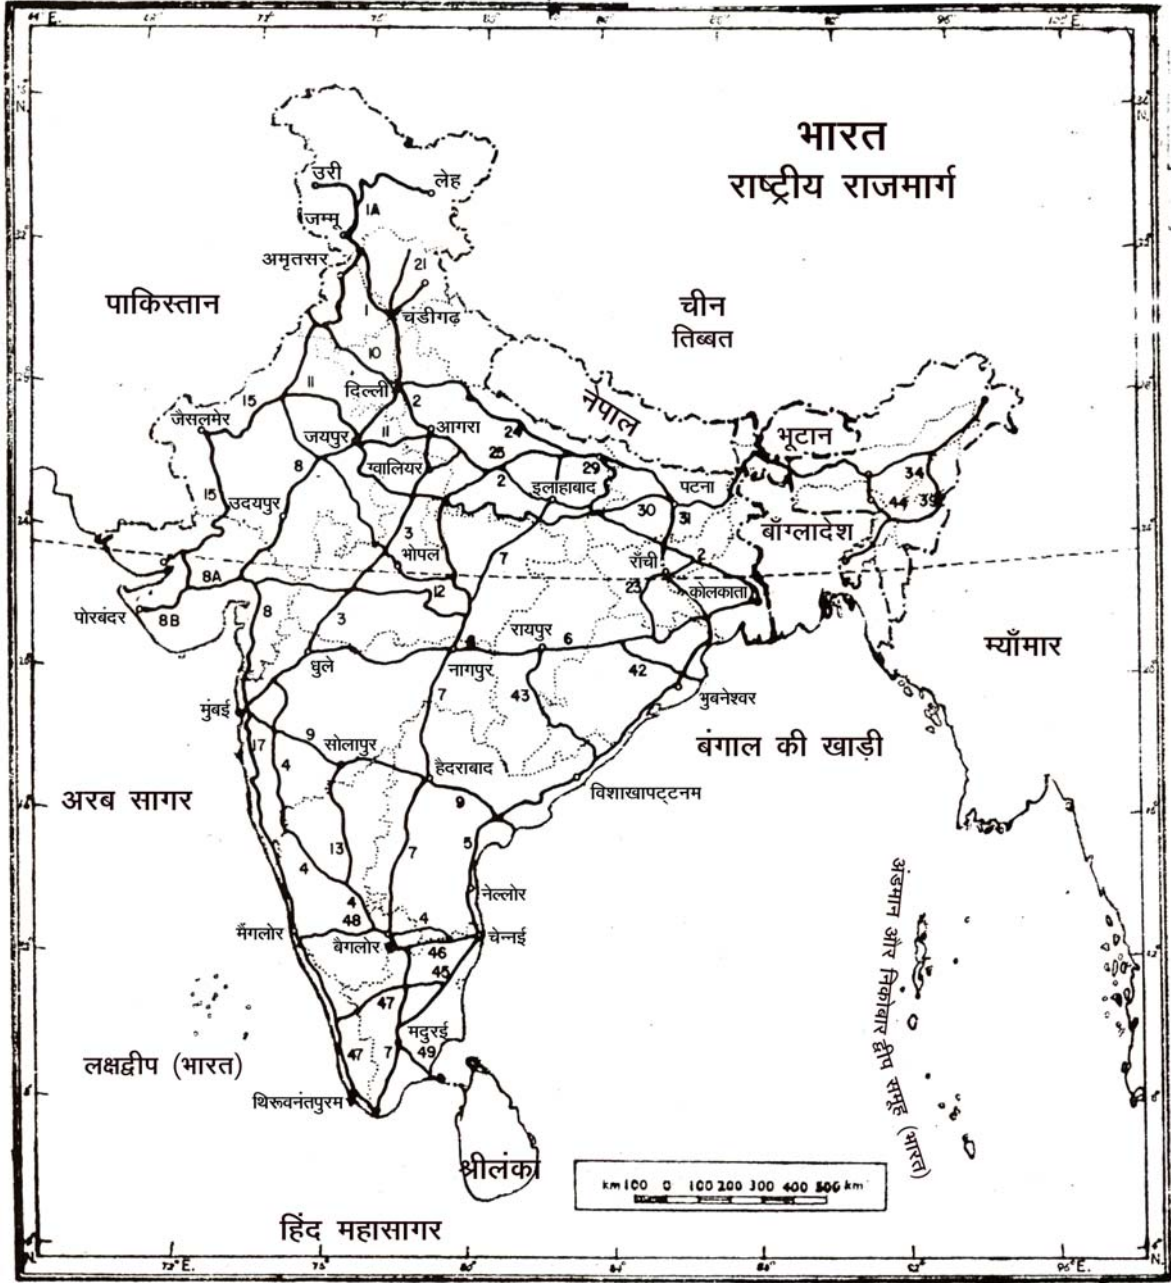 भारत
राष्ट्रीय राजमार्ग
उरी
लेह
1A
जम्मू
अमृतसर
21
पाकिस्तान
चीन
तिब्बत
1
चंडीगढ़
10
11
दिल्ली
2
नेपाल
15
जैसलमेर
आगरा
24
भूटान
जयपुर
11
25
8
ग्वालियर
29
34
2
इलाहाबाद
पटना
15
उदयपुर
30
31
44
39
बाँग्लादेश
3
भोपल
7
राँची
2
8A
12
23
कोलकाता
पोरबंदर
8B
8
3
रायपुर
6
म्याँमार
धुले
6
नागपुर
42
मुंबई
7
43
भुबनेश्वर
17
9
सोलापुर
बंगाल की खाड़ी
4
हैदराबाद
अरब सागर
9
विशाखापट्टनम
13
7
5
4
नेल्लोर
4
48
4
मैंगलोर
बैगलोर
चेन्नई
46
45
47
अंडमान और निकोबार द्वीप समूह (भारत)
मदुरई
47
7
49
लक्षद्वीप (भारत)
थिरूवनंतपुरम
श्रीलंका
km 100 0 100 200 300 400 500 km
हिंद महासागर